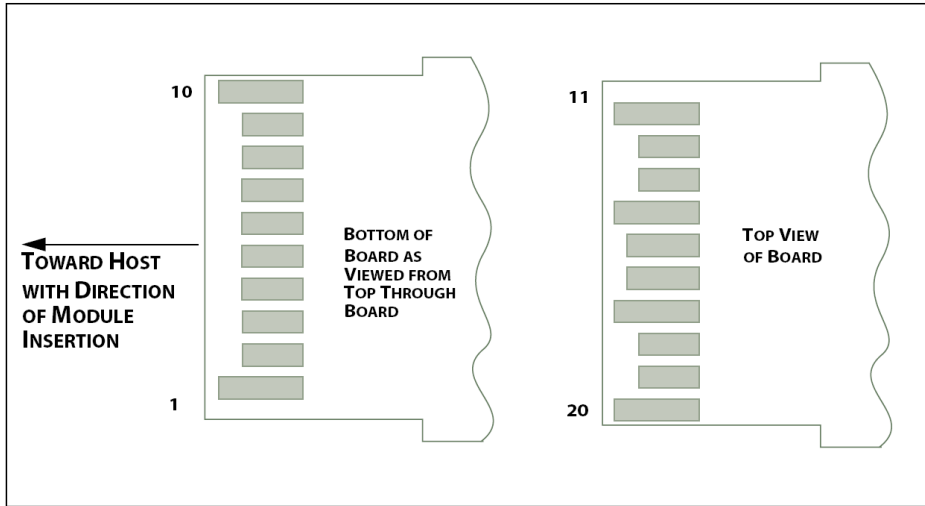 10
1
TOWARD HOST
WITH DIRECTION
OF MODULE
INSERTION
BOTTOM OF
BOARD AS
VIEWED FROM
TOP THROUGH
BOARD
11
20
TOP VIEW
OF BOARD